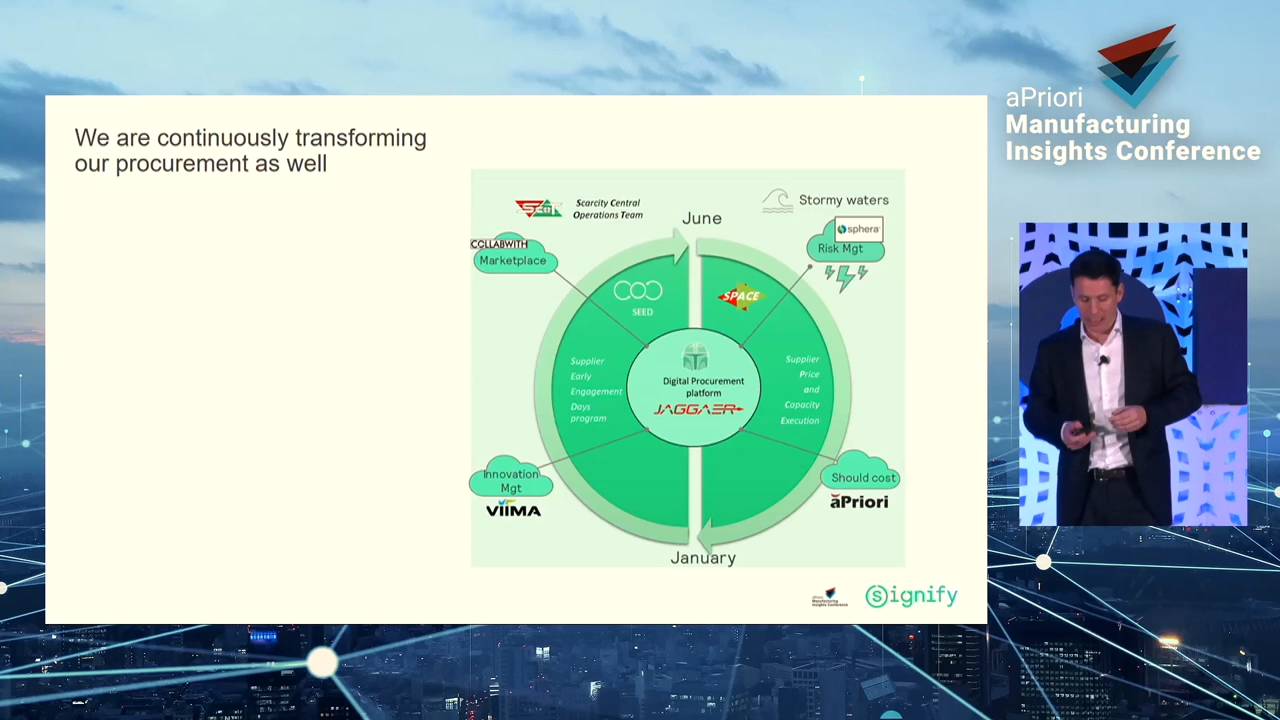 aPriori
Manufacturing
Insights Conference
We are continuously transforming
our procurement as well
Scarcity Central
Operations Team
June
Stormy waters
sphera
Risk Mgt
COLLABWITH
Marketplace
SEED
SPACE
Supplier
Early
Engagement
Days
program
Digital Procurement
platform
JAGGAER
Supplier
Price
and
Capacity
Execution
Innovation
Mgt
VIIMA
Should cost
aPriori
January
signify